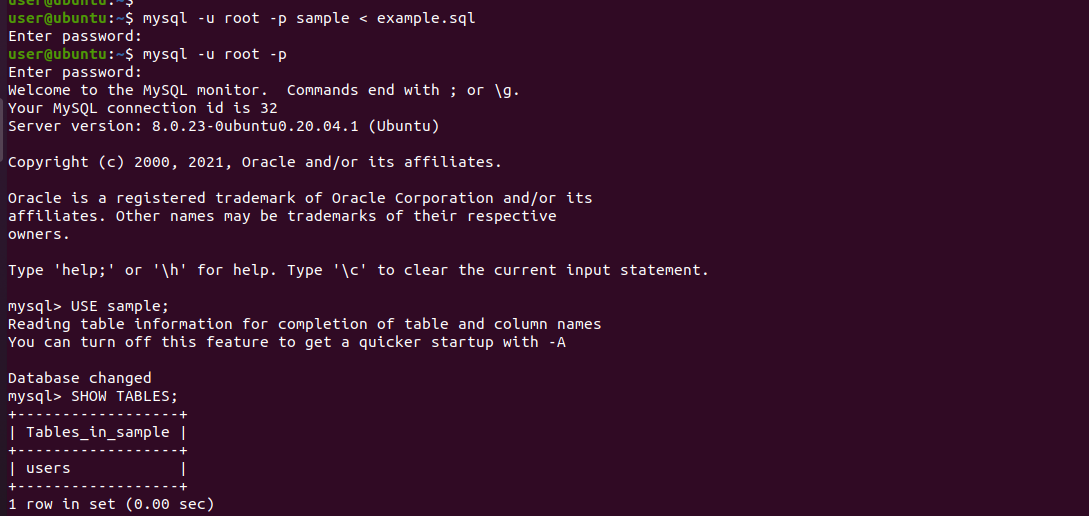 user@ubuntu:~$
user@ubuntu:~$ mysql -u root -p sample < example.sql
Enter password:
user@ubuntu:~$ mysql -u root -p
Enter password:
Welcome to the MySQL monitor.  Commands end with ; or \g.
Your MySQL connection id is 32
Server version: 8.0.23-0ubuntu0.20.04.1 (Ubuntu)
Copyright (c) 2000, 2021, Oracle and/or its affiliates.
Oracle is a registered trademark of Oracle Corporation and/or its
affiliates. Other names may be trademarks of their respective
owners.
Type 'help;' or '\h' for help. Type '\c' to clear the current input statement.
mysql> USE sample;
Reading table information for completion of table and column names
You can turn off this feature to get a quicker startup with -A
Database changed
mysql> SHOW TABLES;
+------------------+
| Tables_in_sample |
+------------------+
| users            |
+------------------+
1 row in set (0.00 sec)